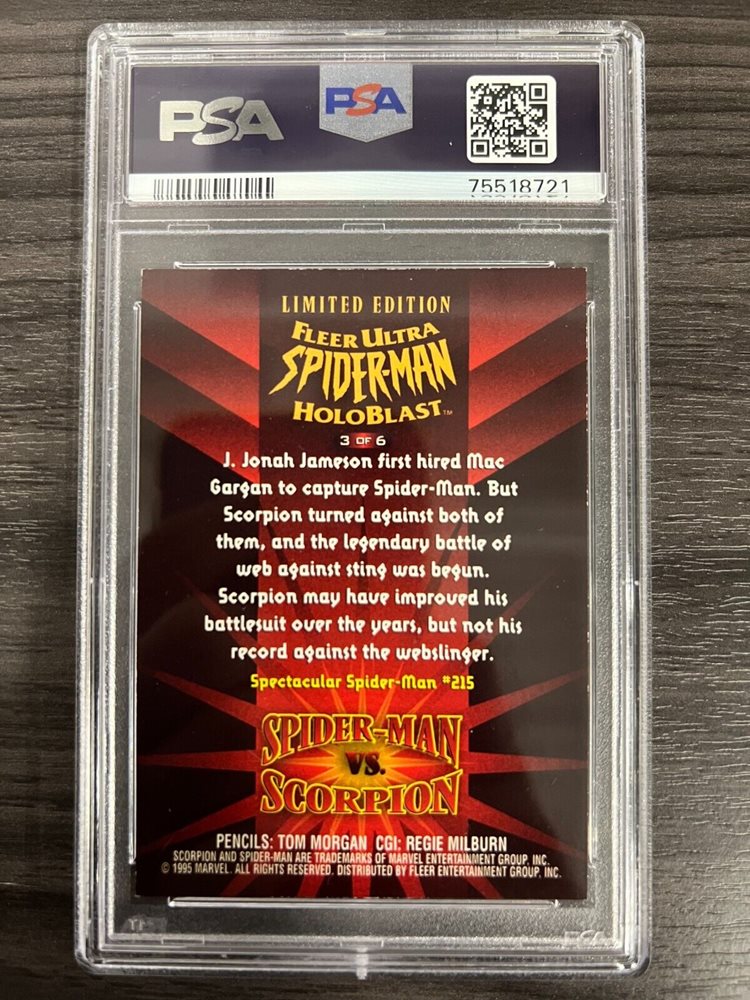 PSA
PSA
75518721
LIMITED EDITION
FLEER ULTRA
SPIDER-MAN
HOLOBLAST™
3 OF 6
J. Jonah Jameson first hired Mac
Gargan to capture Spider-Man. But
Scorpion turned against both of
them, and the legendary battle of
web against sting was begun.
Scorpion may have improved his
battlesuit over the years, but not his
record against the webslinger.
Spectacular Spider-Man #215
SPIDER-MAN
VS.
SCORPION
PENCILS: TOM MORGAN CGI: REGIE MILBURN
SCORPION AND SPIDER-MAN ARE TRADEMARKS OF MARVEL ENTERTAINMENT GROUP, INC.
© 1995 MARVEL. ALL RIGHTS RESERVED. DISTRIBUTED BY FLEER ENTERTAINMENT GROUP, INC.